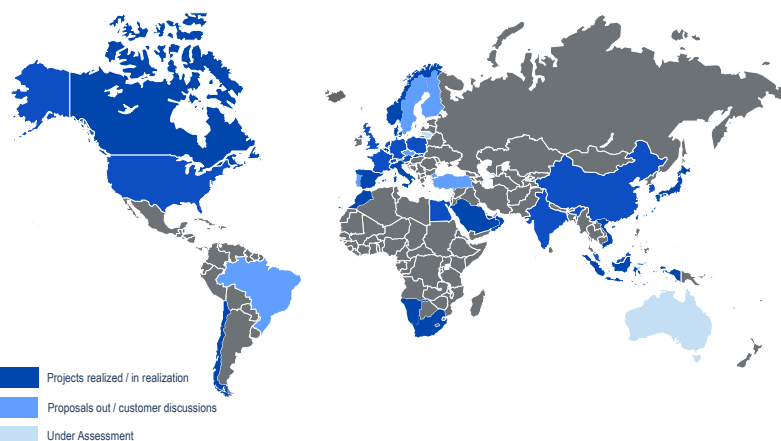 Projects realized / in realization
Proposals out / customer discussions
Under Assessment